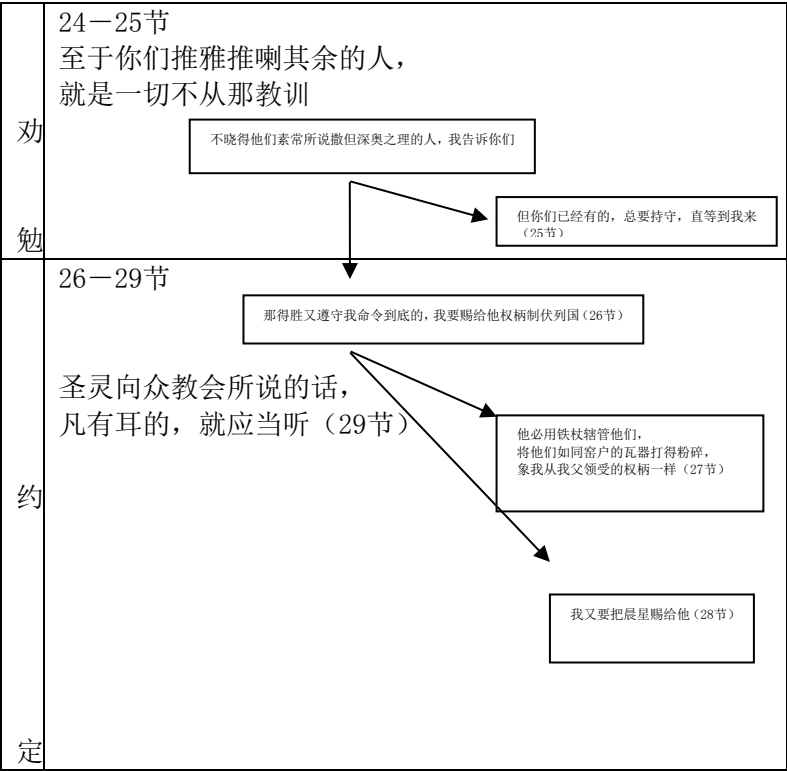 劝
勉
24－25节
至于你们推雅推喇其余的人，
就是一切不从那教训
不晓得他们素常所说撒但深奥之理的人，我告诉你们
但你们已经有的，总要持守，直等到我来
（25节）
约
定
26－29节
那得胜又遵守我命令到底的，我要赐给他权柄制伏列国（26节）
圣灵向众教会所说的话，
凡有耳的，就应当听（29节）
他必用铁杖辖管他们，
将他们如同窑户的瓦器打得粉碎，
象我从我父领受的权柄一样（27节）
我又要把晨星赐给他（28节）